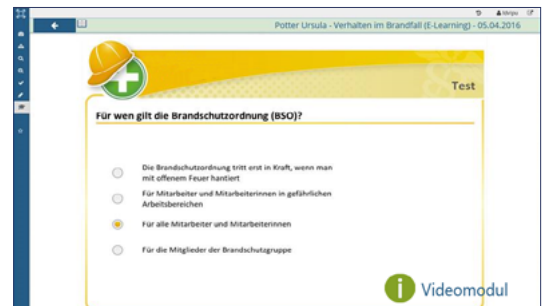 Potter Ursula - Verhalten im Brandfall (E-Learning) - 05.04.2016
Test
Für wen gilt die Brandschutzordnung (BSO)?
Die Brandschutzordnung tritt erst in Kraft, wenn man
mit offenem Feuer hantiert
Für Mitarbeiter und Mitarbeiterinnen in gefährlichen
Arbeitsbereichen
Für alle Mitarbeiter und Mitarbeiterinnen
Für die Mitglieder der Brandschutzgruppe
i Videomodul